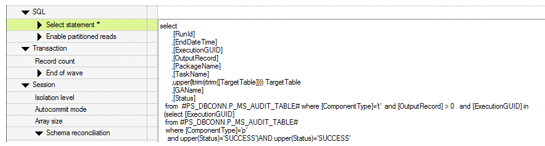 SQL
Select statement *
Enable partitioned reads
Transaction
Record count
End of wave
Session
Isolation level
Autocommit mode
Array size
Schema reconciliation
select
[RunId]
,[EndDateTime]
,[ExecutionGUID]
,[OutputRecord]
,[PackageName]
,[TaskName]
,upper(ltrim(rtrim([TargetTable]))) TargetTable
,[GAName]
,[Status]
from #PS_DBCONN.P_MS_AUDIT_TABLE# where [ComponentType]='t' and [OutputRecord] > 0 and [ExecutionGUID] in
(select [ExecutionGUID]
from #PS_DBCONN.P_MS_AUDIT_TABLE#
where [ComponentType]='p'
and upper(Status)='SUCCESS')AND upper(Status)='SUCCESS'